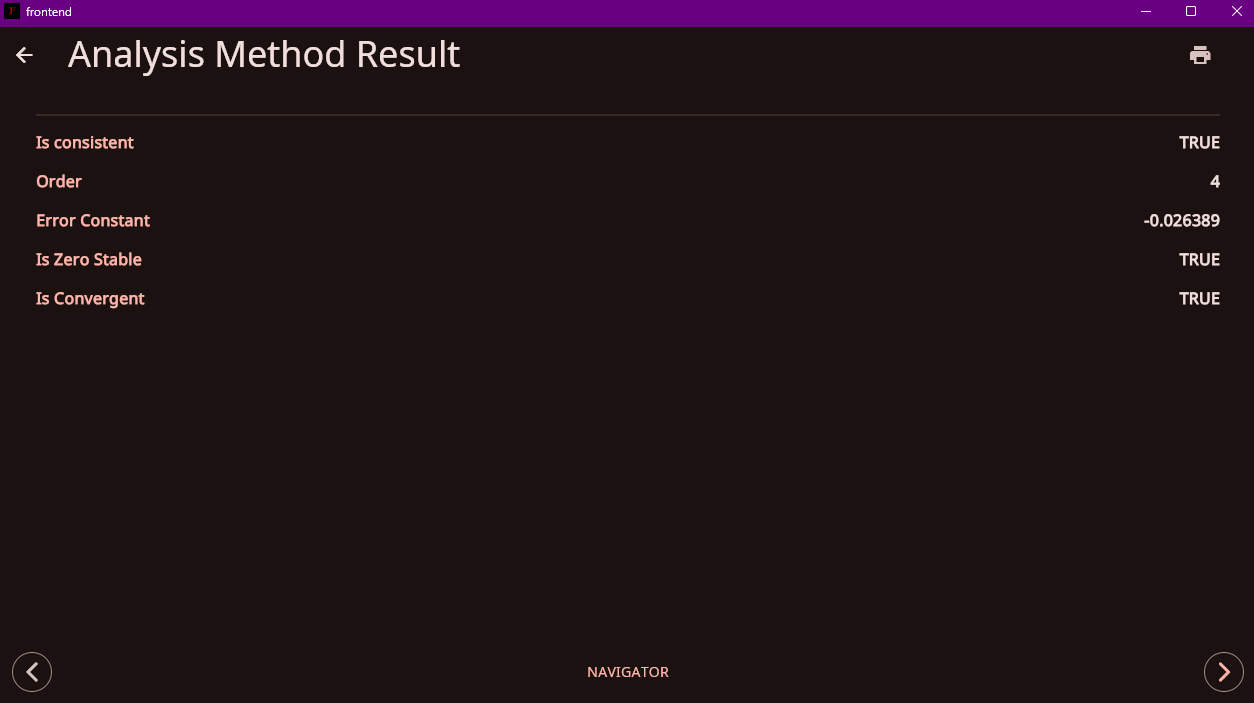 frontend
Analysis Method Result
Is consistent TRUE
Order 4
Error Constant -0.026389
Is Zero Stable TRUE
Is Convergent TRUE
NAVIGATOR